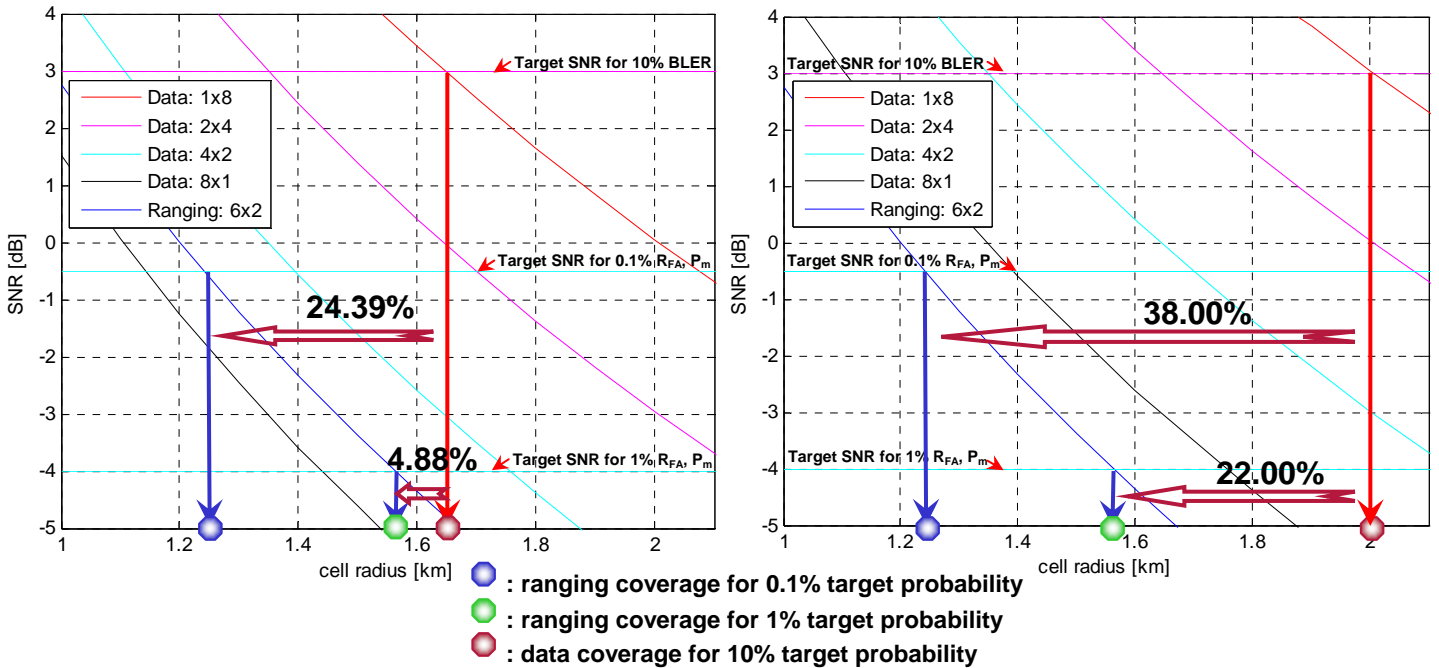 4
3
2
1
0
-1
-2
-3
-4
-5
SNR [dB]
1
1.2
1.4
1.6
1.8
2
cell radius [km]
Data: 1x8
Data: 2x4
Data: 4x2
Data: 8x1
Ranging: 6x2
Target SNR for 10% BLER
Target SNR for 0.1% RFA, Pm
24.39%
4.88%
Target SNR for 1% RFA, Pm
4
3
2
1
0
-1
-2
-3
-4
-5
SNR [dB]
1
1.2
1.4
1.6
1.8
2
cell radius [km]
Target SNR for 10% BLER
Data: 1x8
Data: 2x4
Data: 4x2
Data: 8x1
Ranging: 6x2
Target SNR for 0.1% RFA, Pm
38.00%
Target SNR for 1% RFA, Pm
22.00%
: ranging coverage for 0.1% target probability
: ranging coverage for 1% target probability
: data coverage for 10% target probability